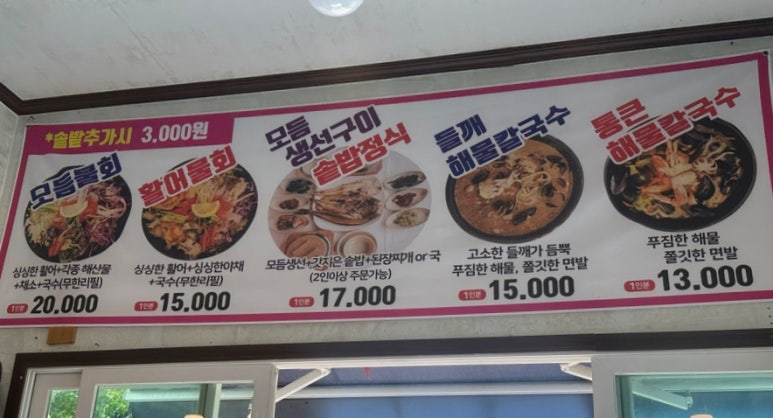 *솥밥추가시 3.000원
모듬물회
싱싱한 활어+각종 해산물
+채소+국수(무한리필)
1인분 20.000
활어물회
싱싱한 활어+싱싱한야채
+국수(무한리필)
1인분 15.000
모듬
생선구이
솥밥정식
모듬생선+갓지은 솥밥+된장찌개 or 국
(2인이상 주문가능)
1인분 17.000
들깨
해물칼국수
고소한 들깨가 듬뿍
푸짐한 해물, 쫄깃한 면발
1인분 15.000
통큰
해물칼국수
푸짐한 해물
쫄깃한 면발
1인분 13.000